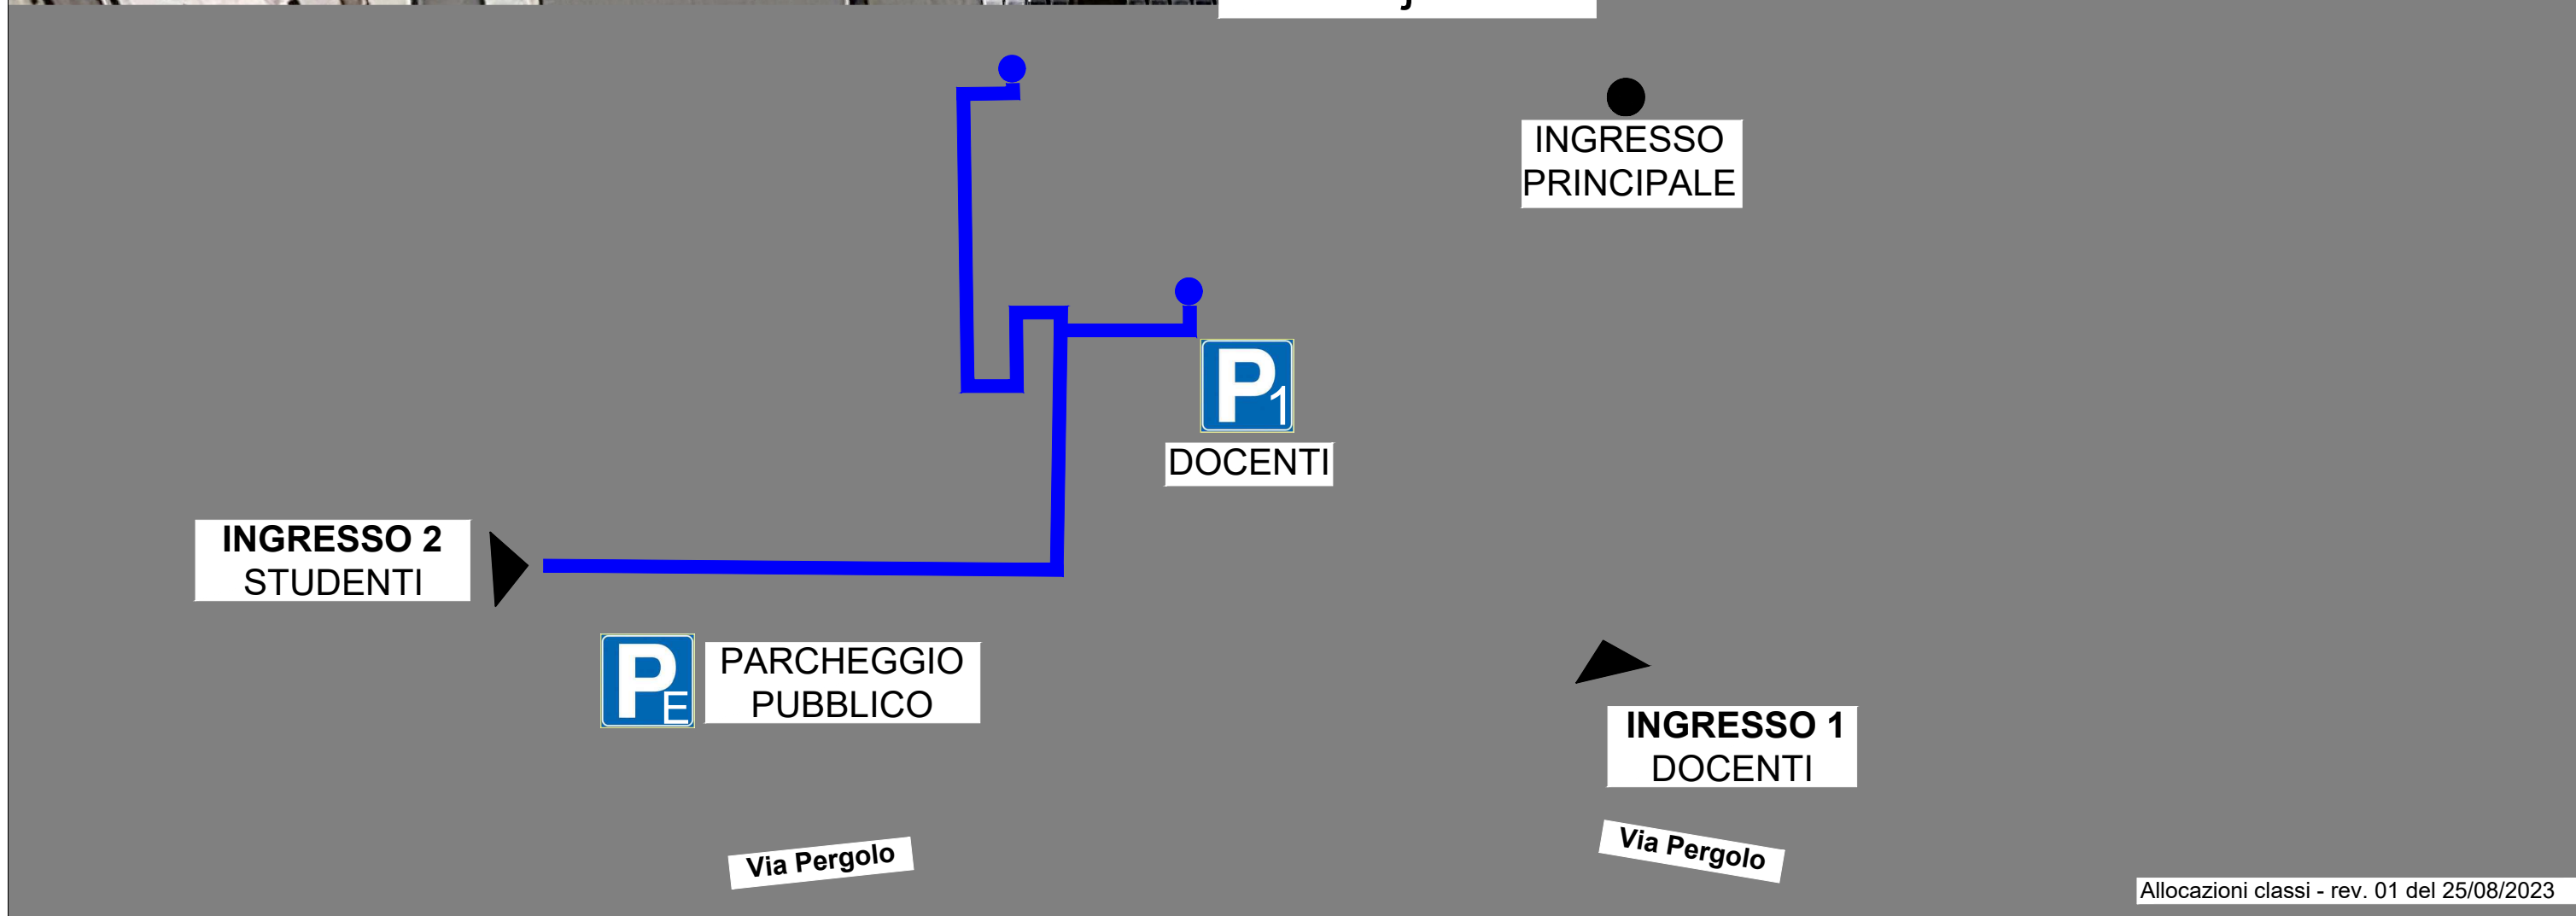 INGRESSO
PRINCIPALE
P1
DOCENTI
INGRESSO 2
STUDENTI
PE
PARCHEGGIO
PUBBLICO
INGRESSO 1
DOCENTI
Via Pergolo
Via Pergolo
Allocazioni classi - rev. 01 del 25/08/2023